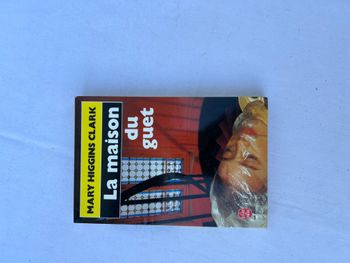 MARY HIGGINS CLARK
La maison
du
guet